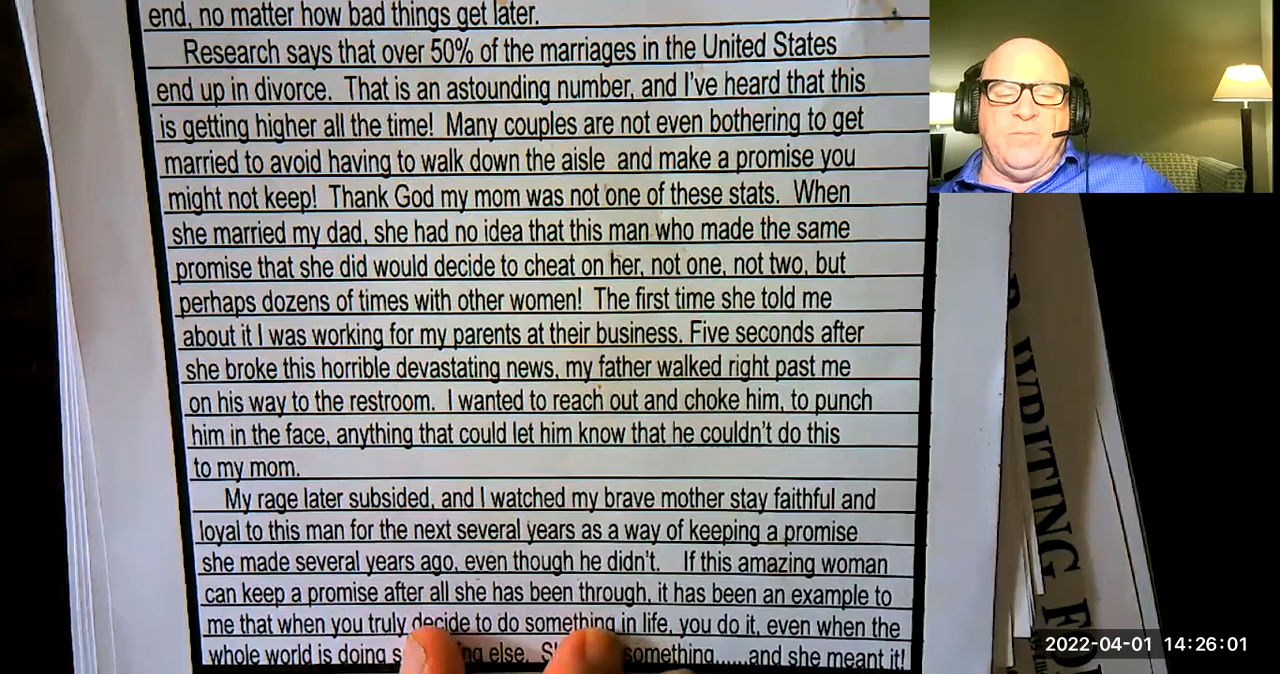 end, no matter how bad things get later.
Research says that over 50% of the marriages in the United States
end up in divorce.  That is an astounding number, and I've heard that this
is getting higher all the time!  Many couples are not even bothering to get
married to avoid having to walk down the aisle  and make a promise you
might not keep!  Thank God my mom was not one of these stats.  When
she married my dad, she had no idea that this man who made the same
promise that she did would decide to cheat on her, not one, not two, but
perhaps dozens of times with other women!  The first time she told me
about it I was working for my parents at their business. Five seconds after
she broke this horrible devastating news, my father walked right past me
on his way to the restroom.  I wanted to reach out and choke him, to punch
him in the face, anything that could let him know that he couldn't do this
to my mom.
My rage later subsided, and I watched my brave mother stay faithful and
loyal to this man for the next several years as a way of keeping a promise
she made several years ago, even though he didn't.    If this amazing woman
can keep a promise after all she has been through, it has been an example to
me that when you truly decide to do something in life, you do it, even when the
whole world is doing else. something......and she meant it!
WRITING
2022-04-01 14:26:01